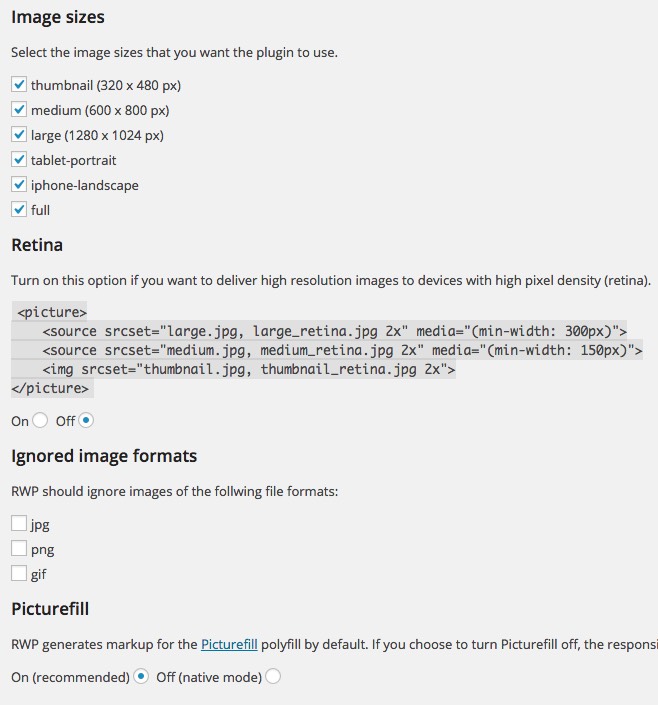 Image sizes
Select the image sizes that you want the plugin to use.
thumbnail (320 x 480 px)
medium (600 x 800 px)
large (1280 x 1024 px)
tablet-portrait
iphone-landscape
full
Retina
Turn on this option if you want to deliver high resolution images to devices with high pixel density (retina).
<picture>
<source srcset="large.jpg, large_retina.jpg 2x" media="(min-width: 300px)">
<source srcset="medium.jpg, medium_retina.jpg 2x" media="(min-width: 150px)">
<img srcset="thumbnail.jpg, thumbnail_retina.jpg 2x">
</picture>
On Off
Ignored image formats
RWP should ignore images of the follwing file formats:
jpg
png
gif
Picturefill
RWP generates markup for the Picturefill polyfill by default. If you choose to turn Picturefill off, the responsi
On (recommended) Off (native mode)